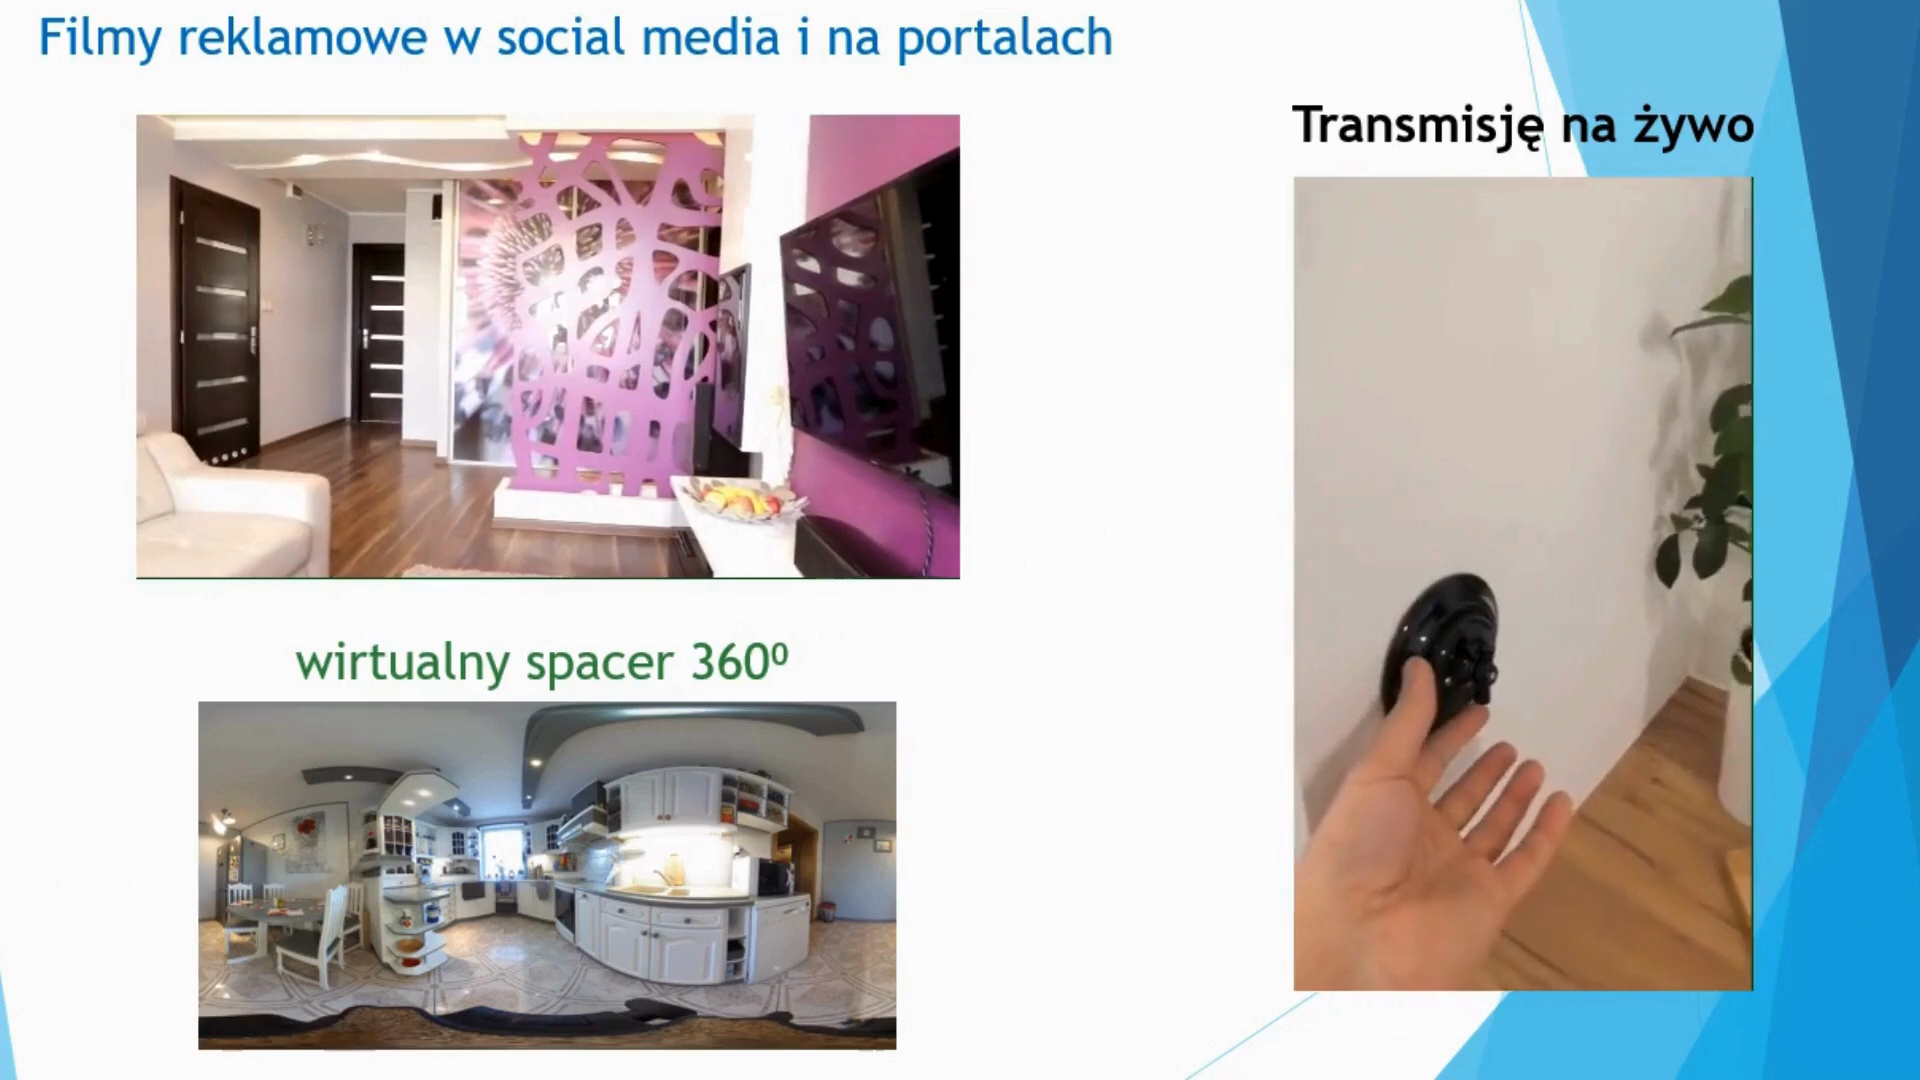 Filmy reklamowe w social media i na portalach
Transmisję na żywo
wirtualny spacer 360⁰